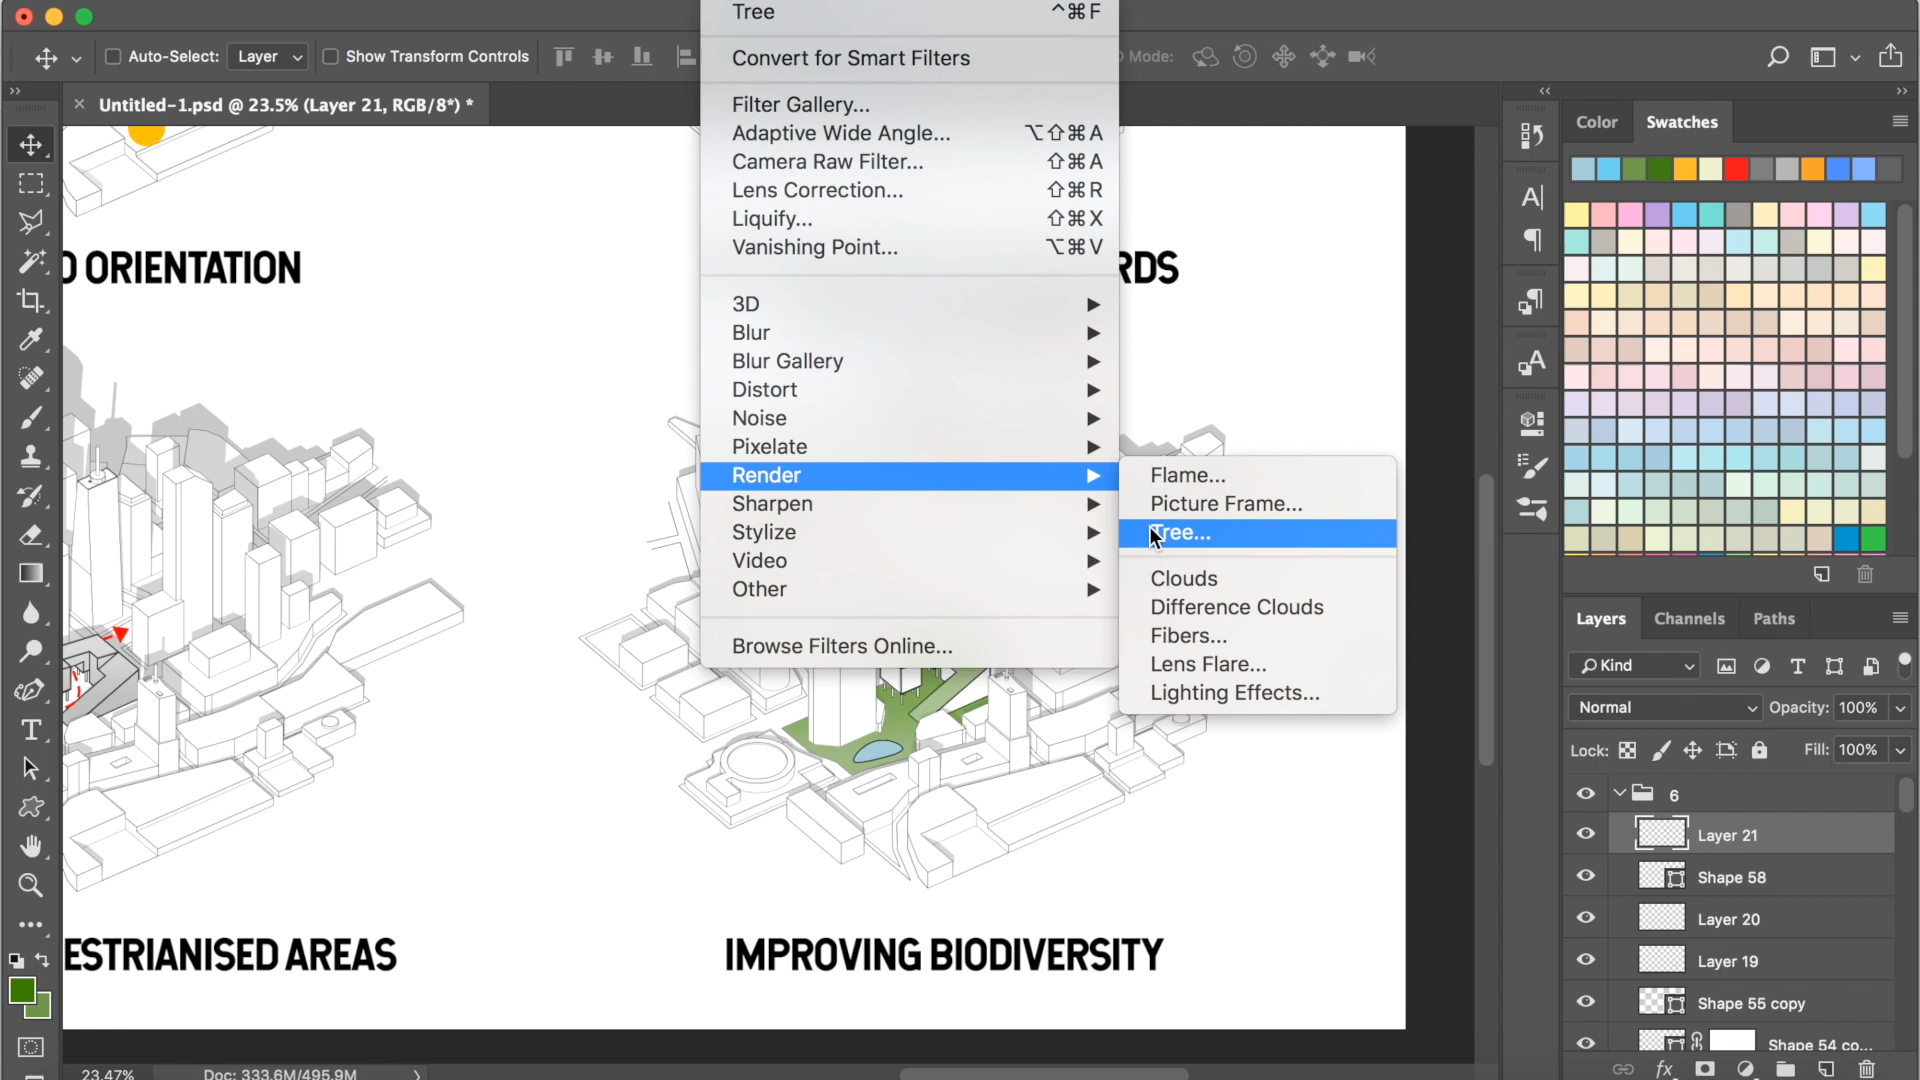 Tree ^⌘F
Auto-Select: Layer Show Transform Controls
Convert for Smart Filters
Mode:
× Untitled-1.psd @ 23.5% (Layer 21, RGB/8*) *
Filter Gallery...
Adaptive Wide Angle... ⌥⇧⌘A
Camera Raw Filter... ⇧⌘A
Lens Correction... ⇧⌘R
Liquify... ⇧⌘X
Vanishing Point... ⌥⌘V
3D
Blur
Blur Gallery
Distort
Noise
Pixelate
Render
Sharpen
Stylize
Video
Other
Browse Filters Online...
Flame...
Picture Frame...
Tree...
Clouds
Difference Clouds
Fibers...
Lens Flare...
Lighting Effects...
O ORIENTATION
RDS
ESTRIANISED AREAS
IMPROVING BIODIVERSITY
Color Swatches
Layers Channels Paths
Kind
Normal Opacity: 100%
Lock: Fill: 100%
6
Layer 21
Shape 58
Layer 20
Layer 19
Shape 55 copy
Shape 54 co...
fx
23.47% Doc: 333.6M/495.9M